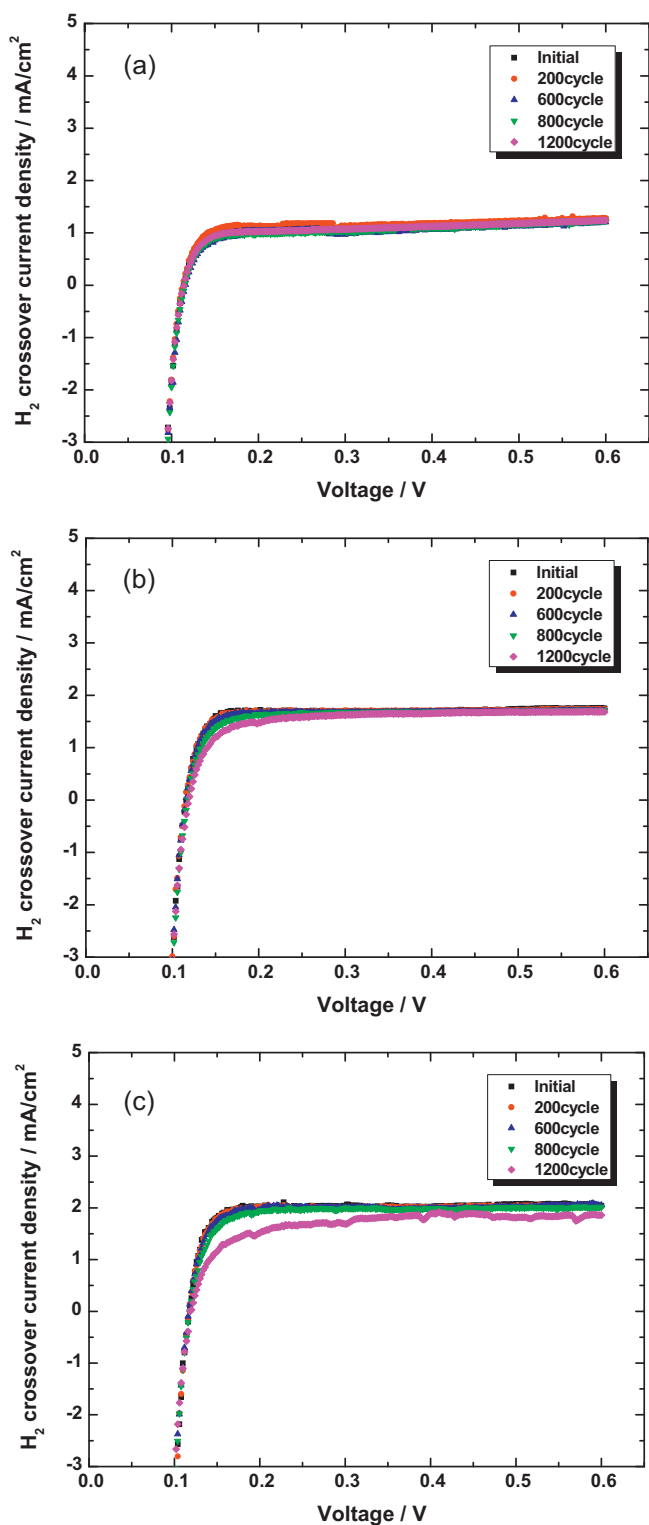 (a)
Initial
200cycle
600cycle
800cycle
1200cycle
5
4
3
2
1
0
-1
-2
-3
H2 crossover current density / mA/cm²
0.0 0.1 0.2 0.3 0.4 0.5 0.6
Voltage / V
(b)
Initial
200cycle
600cycle
800cycle
1200cycle
5
4
3
2
1
0
-1
-2
-3
H2 crossover current density / mA/cm²
0.0 0.1 0.2 0.3 0.4 0.5 0.6
Voltage / V
(c)
Initial
200cycle
600cycle
800cycle
1200cycle
5
4
3
2
1
0
-1
-2
-3
H2 crossover current density / mA/cm²
0.0 0.1 0.2 0.3 0.4 0.5 0.6
Voltage / V